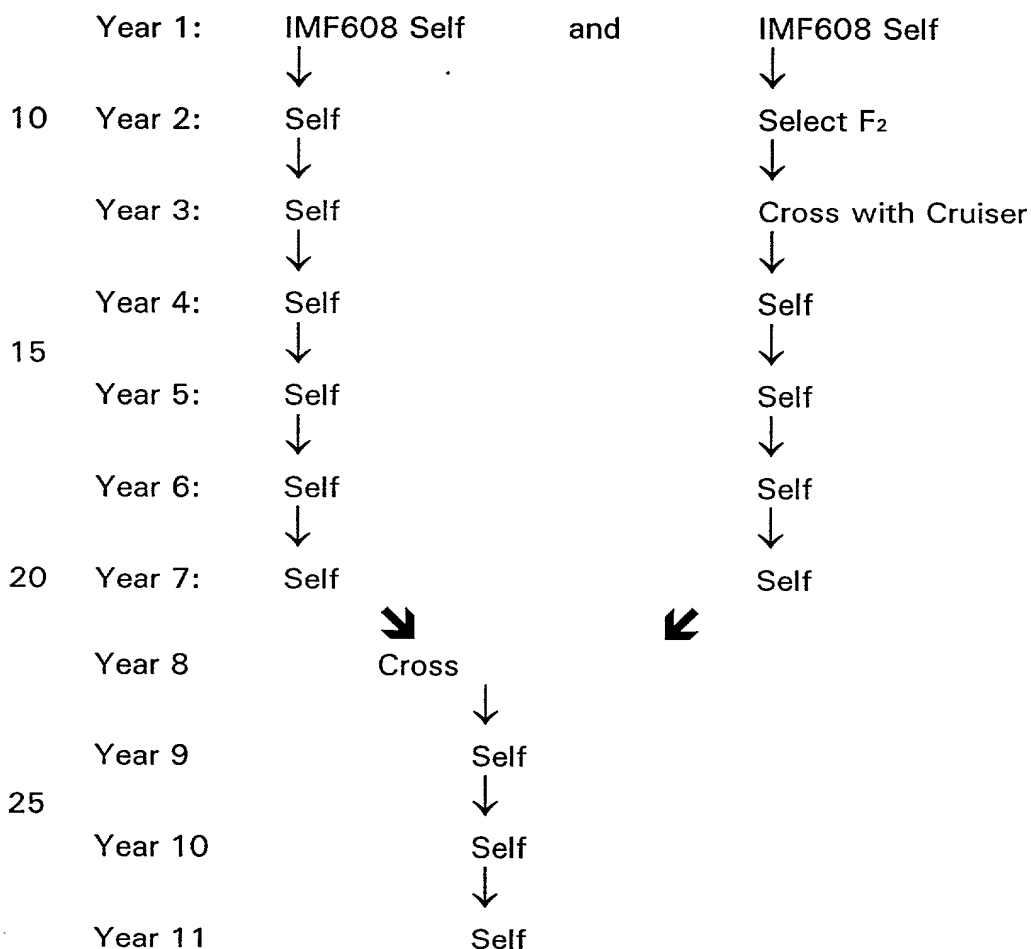 Year 1: IMF608 Self and IMF608 Self
10 Year 2: Self Select F₂
Year 3: Self Cross with Cruiser
Year 4: Self Self
15
Year 5: Self Self
Year 6: Self Self
20 Year 7: Self Self
Year 8 Cross
Year 9 Self
25
Year 10 Self
Year 11 Self